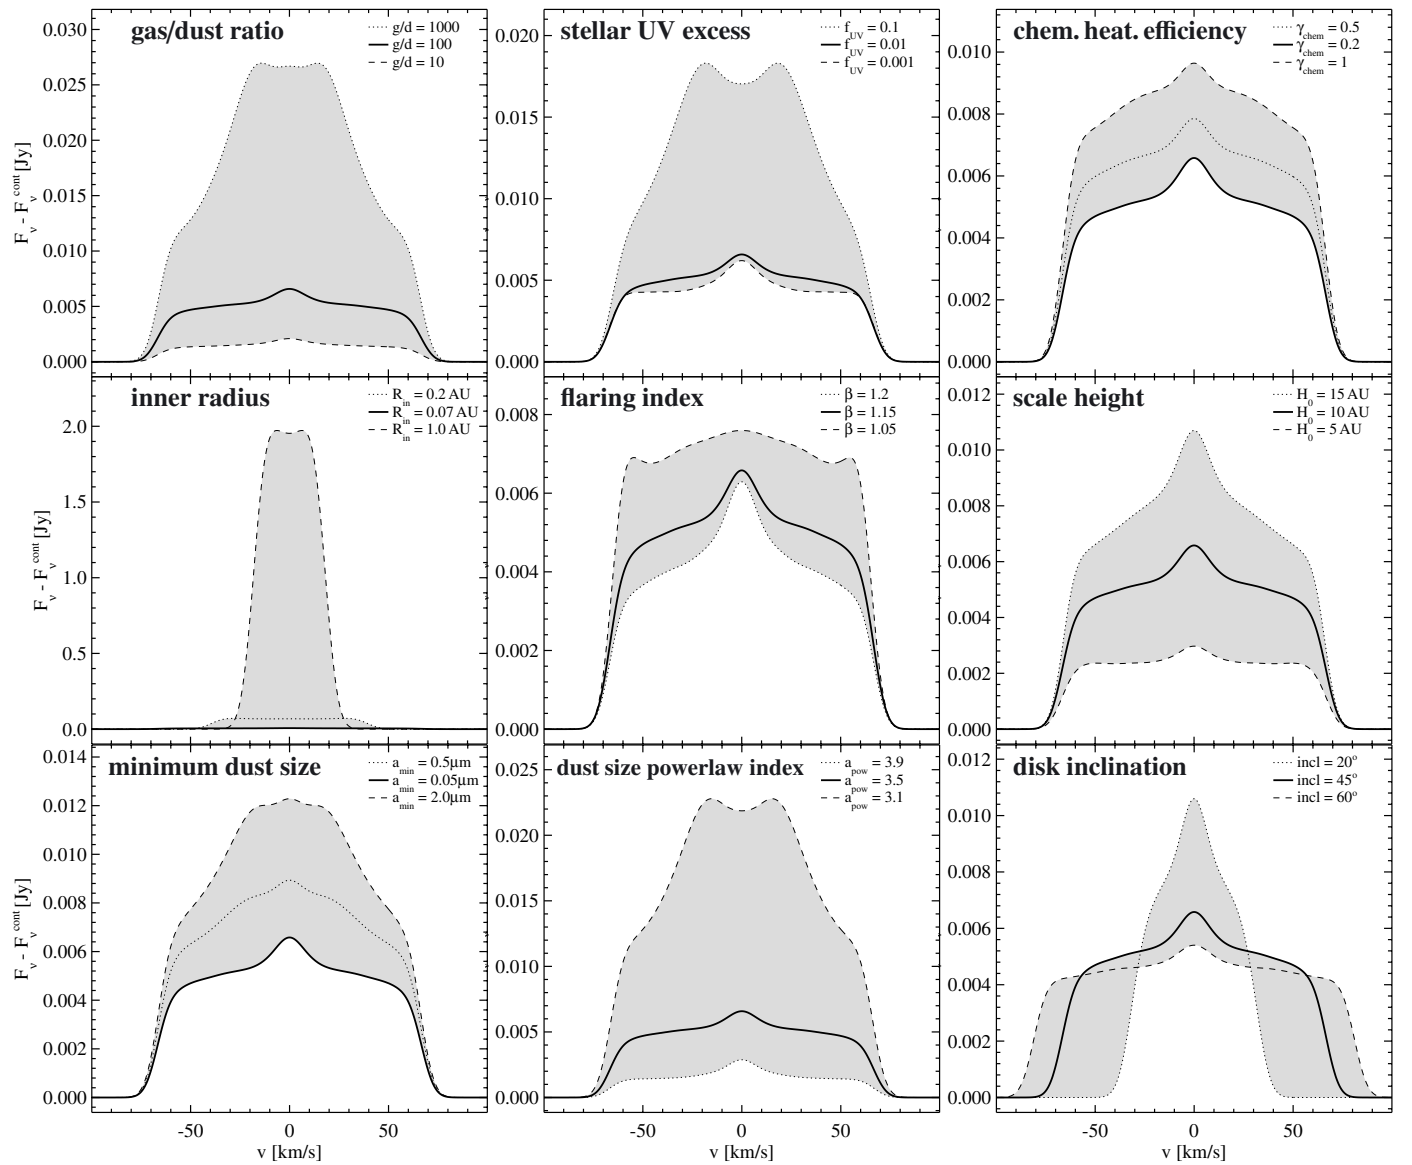 gas/dust ratio
g/d = 1000
g/d = 100
g/d = 10
stellar UV excess
f_UV = 0.1
f_UV = 0.01
f_UV = 0.001
chem. heat. efficiency
γ_chem = 0.5
γ_chem = 0.2
γ_chem = 1
0.030
0.025
0.020
0.015
0.010
0.005
0.000
F_ν - F_ν^cont [Jy]
0.020
0.015
0.010
0.005
0.000
0.010
0.008
0.006
0.004
0.002
0.000
inner radius
R_in = 0.2 AU
R_in = 0.07 AU
R_in = 1.0 AU
flaring index
β = 1.2
β = 1.15
β = 1.05
scale height
H_0 = 15 AU
H_0 = 10 AU
H_0 = 5 AU
2.0
1.5
1.0
0.5
0.0
F_ν - F_ν^cont [Jy]
0.008
0.006
0.004
0.002
0.000
0.012
0.010
0.008
0.006
0.004
0.002
0.000
minimum dust size
a_min = 0.5μm
a_min = 0.05μm
a_min = 2.0μm
dust size powerlaw index
a_pow = 3.9
a_pow = 3.5
a_pow = 3.1
disk inclination
incl = 20°
incl = 45°
incl = 60°
0.014
0.012
0.010
0.008
0.006
0.004
0.002
0.000
F_ν - F_ν^cont [Jy]
0.025
0.020
0.015
0.010
0.005
0.000
0.012
0.010
0.008
0.006
0.004
0.002
0.000
-50 0 50
-50 0 50
-50 0 50
v [km/s]
v [km/s]
v [km/s]